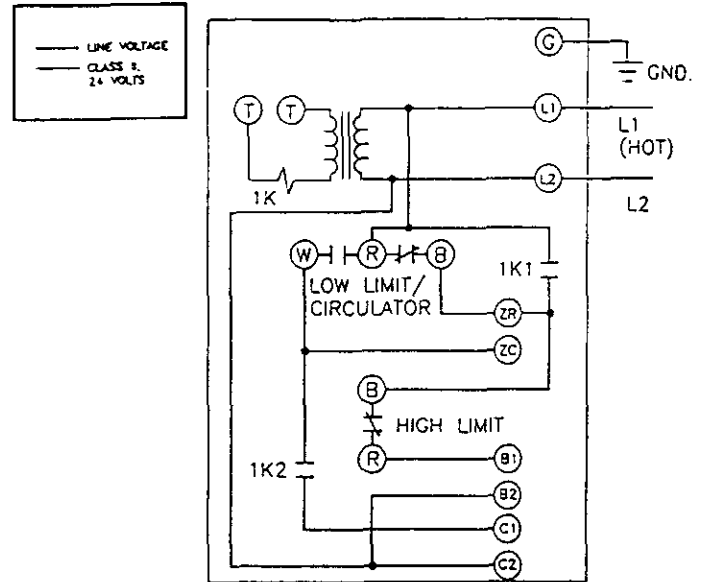 LINE VOLTAGE
CLASS II,
24 VOLTS
G
GND.
T T
L1
L1
(HOT)
1K
L2
L2
W R B
1K1
LOW LIMIT/
CIRCULATOR
ZR
ZC
B
HIGH LIMIT
R B1
1K2
B2
C1
C2